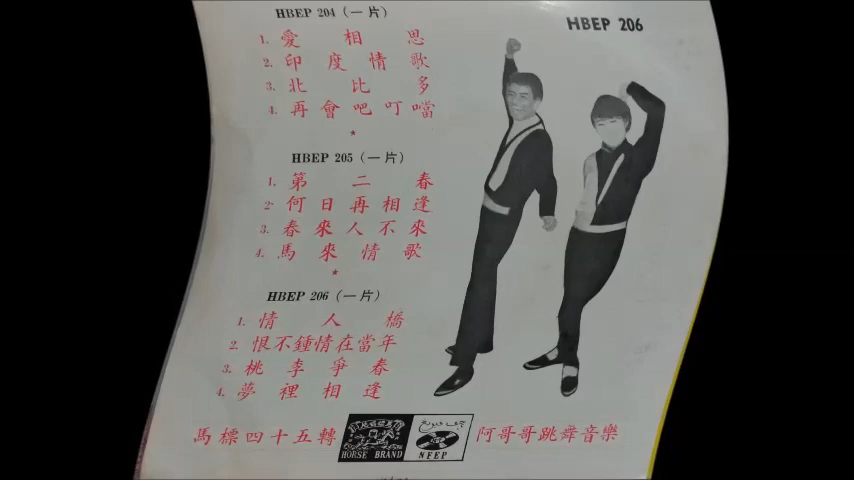 HBEP 204 (一片)
1. 愛相思
2. 印度情歌
3. 北比多
4. 再會吧叮噹
*
HBEP 205 (一片)
1. 第二春
2. 何日再相逢
3. 春來人不來
4. 馬來情歌
*
HBEP 206 (一片)
1. 情人橋
2. 恨不鍾情在當年
3. 桃李爭春
4. 夢裡相逢
HBEP 206
馬標四十五轉
HORSE BRAND
NFEP
阿哥哥跳舞音樂